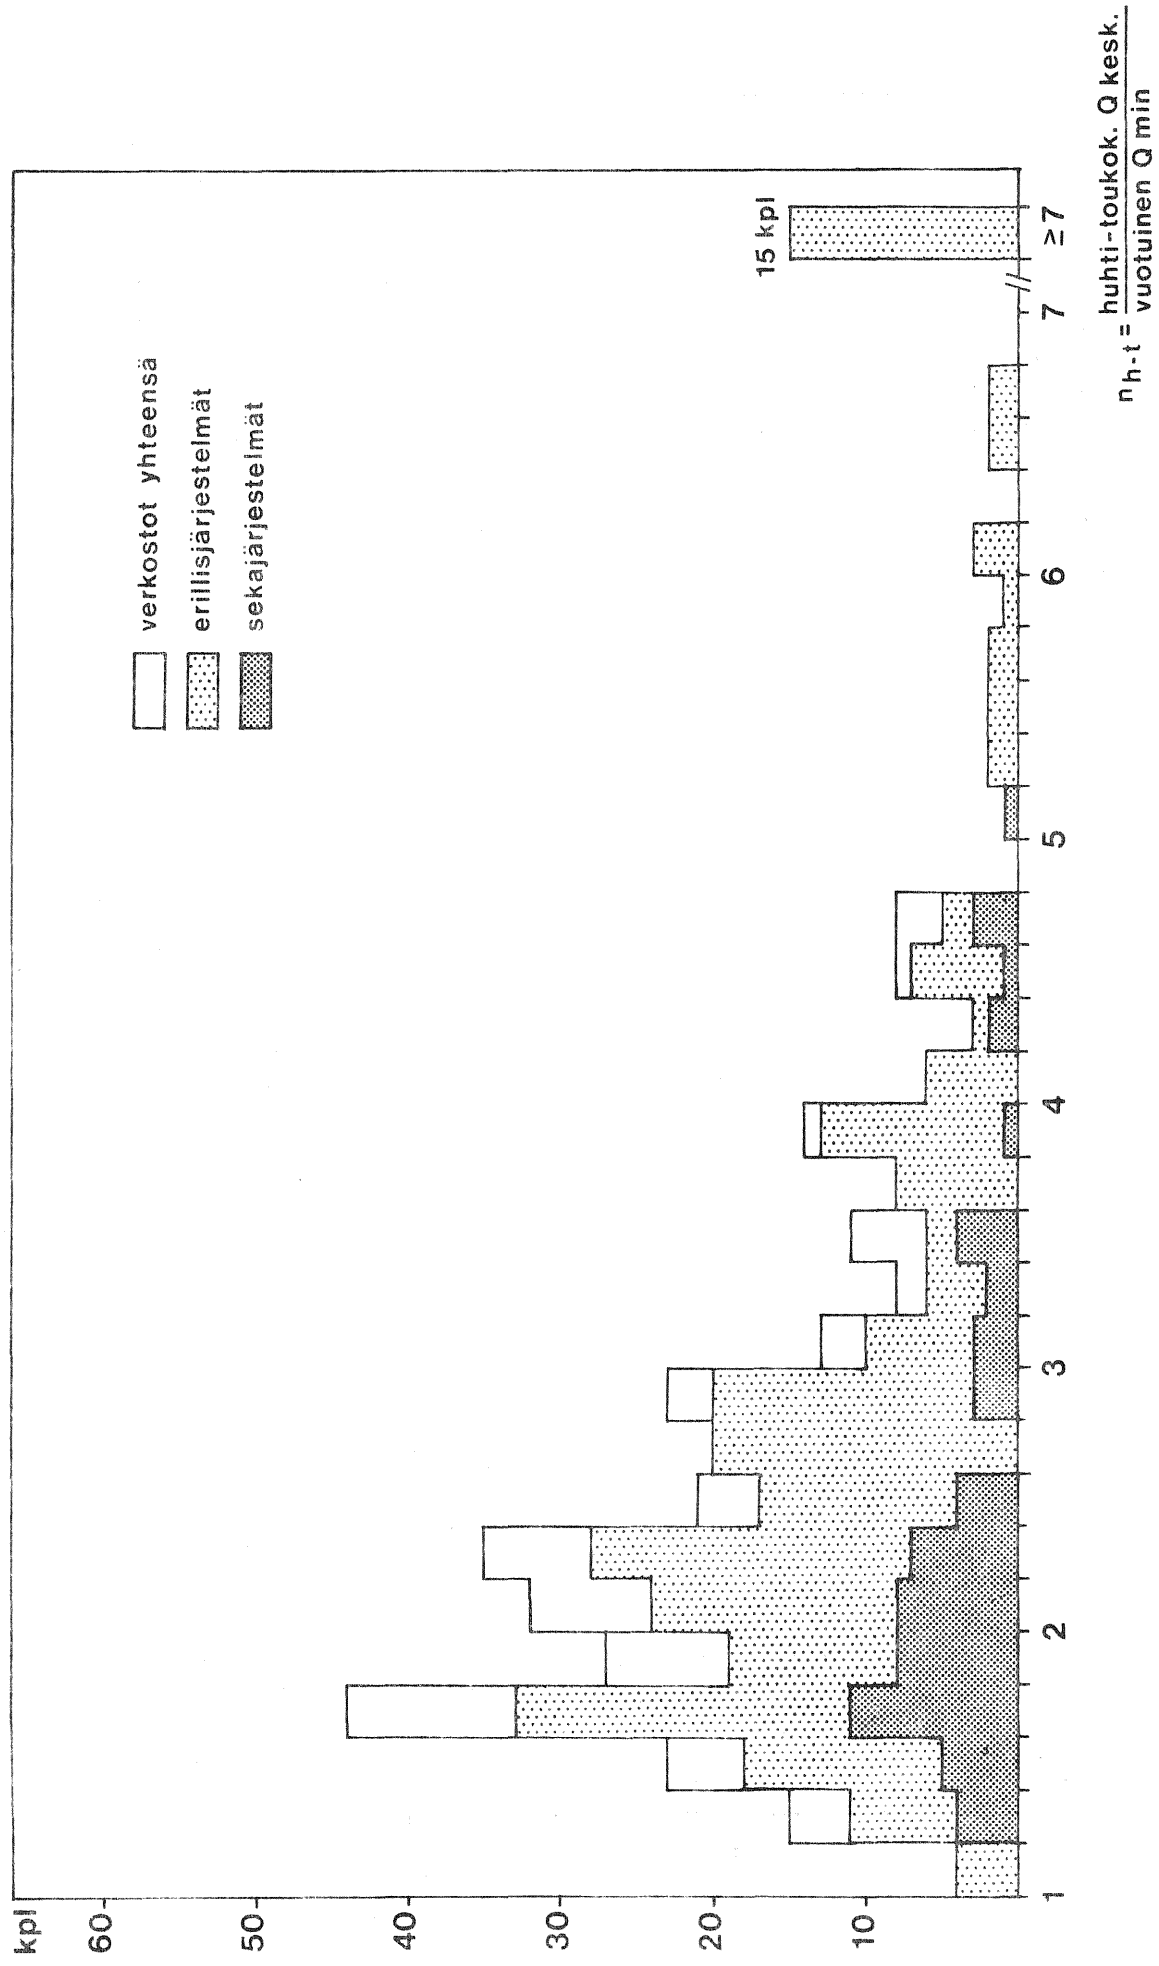 kpl
60
50
40
30
20
10
verkostot yhteensä
erillisjärjestelmät
sekajärjestelmät
15 kpl
1 2 3 4 5 6 7 ≥7
n h-t = huhti-toukok. Q kesk.
vuotuinen Q min